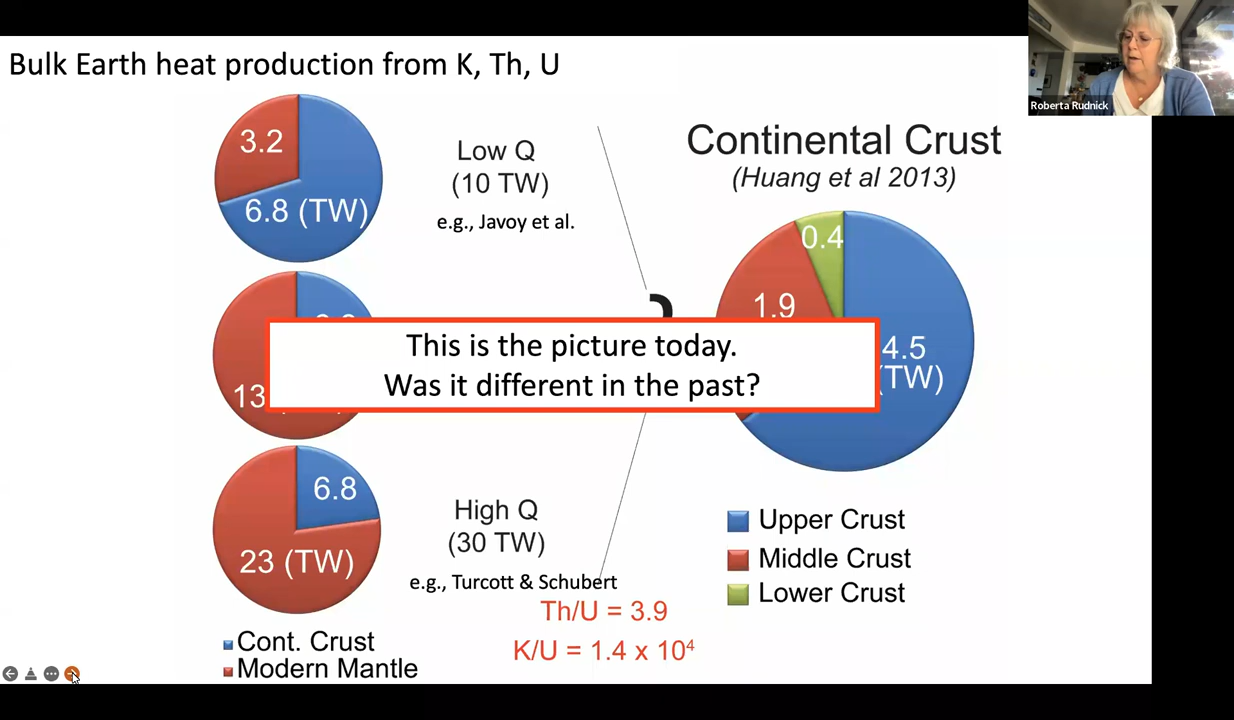 Bulk Earth heat production from K, Th, U
Roberta Rudnick
3.2
6.8 (TW)
Low Q
(10 TW)
e.g., Javoy et al.
Continental Crust
(Huang et al 2013)
0.4
1.9
4.5
(TW)
13
This is the picture today.
Was it different in the past?
6.8
23 (TW)
High Q
(30 TW)
e.g., Turcott & Schubert
Th/U = 3.9
K/U = 1.4 x 10⁴
Upper Crust
Middle Crust
Lower Crust
Cont. Crust
Modern Mantle